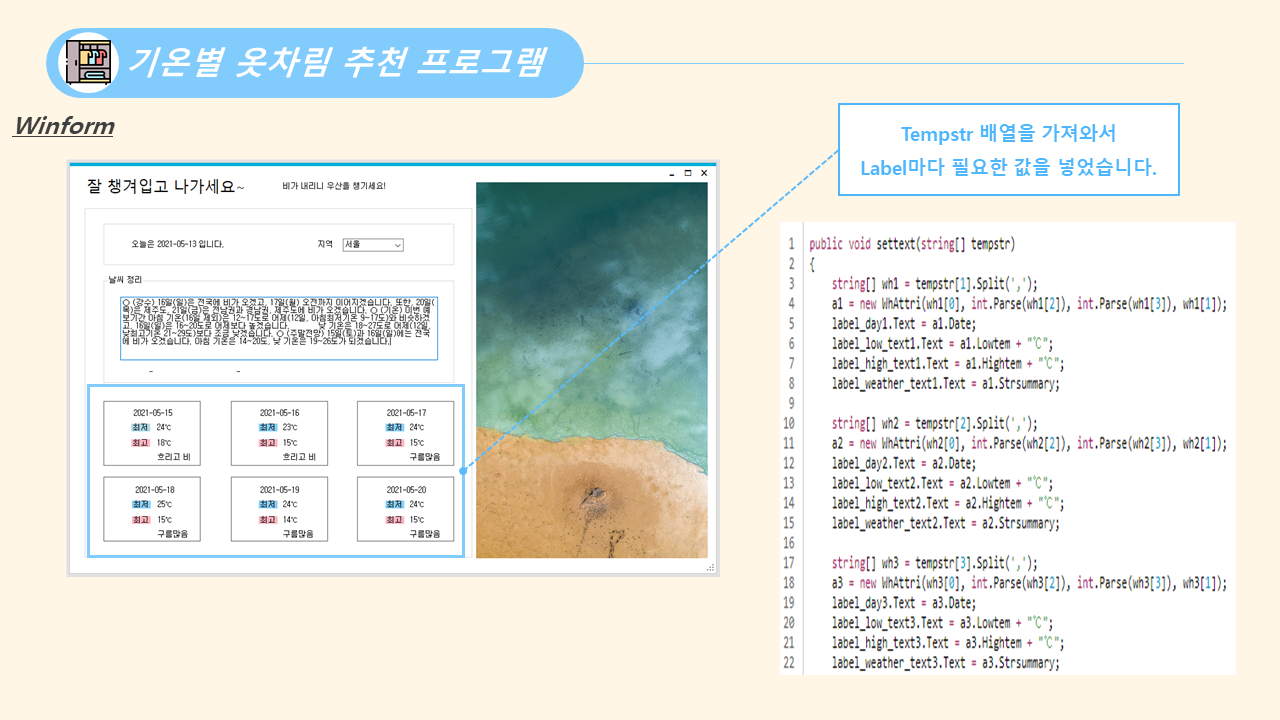 기온별 옷차림 추천 프로그램
Winform
Tempstr 배열을 가져와서
Label마다 필요한 값을 넣었습니다.
잘 챙겨입고 나가세요~
비가 내리니 우산을 챙기세요!
오늘은 2021-05-13 입니다.
지역 서울
날씨 정리
○ (강수) 16일(일)은 전국에 비가 오겠고, 17일(월) 오전까지 이어지겠습니다. 또한, 20일(
목)은 제주도, 21일(금)은 전남권과 경남권, 제주도에 비가 오겠습니다. ○ (기온) 이번 예
보기간 아침 기온(16일 제외)은 12~17도로 어제(12일, 아침최저기온 9~17도)와 비슷하겠
고, 16일(일)은 16~20도로 어제보다 높겠습니다. 낮 기온은 18~27도로 어제(12일,
낮최고기온 21~29도)보다 조금 낮겠습니다. ○ (주말전망) 15일(토)과 16일(일)에는 전국
에 비가 오겠습니다. 아침 기온은 14~20도, 낮 기온은 19~26도가 되겠습니다.
- -
2021-05-15
최저 24℃
최고 18℃
흐리고 비
2021-05-16
최저 23℃
최고 15℃
흐리고 비
2021-05-17
최저 24℃
최고 15℃
구름많음
2021-05-18
최저 25℃
최고 15℃
구름많음
2021-05-19
최저 24℃
최고 14℃
구름많음
2021-05-20
최저 24℃
최고 15℃
구름많음
1 public void settext(string[] tempstr)
2 {
3 string[] wh1 = tempstr[1].Split(',');
4 a1 = new WhAttri(wh1[0], int.Parse(wh1[2]), int.Parse(wh1[3]), wh1[1]);
5 label_day1.Text = a1.Date;
6 label_low_text1.Text = a1.Lowtem + "℃";
7 label_high_text1.Text = a1.Hightem + "℃";
8 label_weather_text1.Text = a1.Strsummary;
9
10 string[] wh2 = tempstr[2].Split(',');
11 a2 = new WhAttri(wh2[0], int.Parse(wh2[2]), int.Parse(wh2[3]), wh2[1]);
12 label_day2.Text = a2.Date;
13 label_low_text2.Text = a2.Lowtem + "℃";
14 label_high_text2.Text = a2.Hightem + "℃";
15 label_weather_text2.Text = a2.Strsummary;
16
17 string[] wh3 = tempstr[3].Split(',');
18 a3 = new WhAttri(wh3[0], int.Parse(wh3[2]), int.Parse(wh3[3]), wh3[1]);
19 label_day3.Text = a3.Date;
20 label_low_text3.Text = a3.Lowtem + "℃";
21 label_high_text3.Text = a3.Hightem + "℃";
22 label_weather_text3.Text = a3.Strsummary;